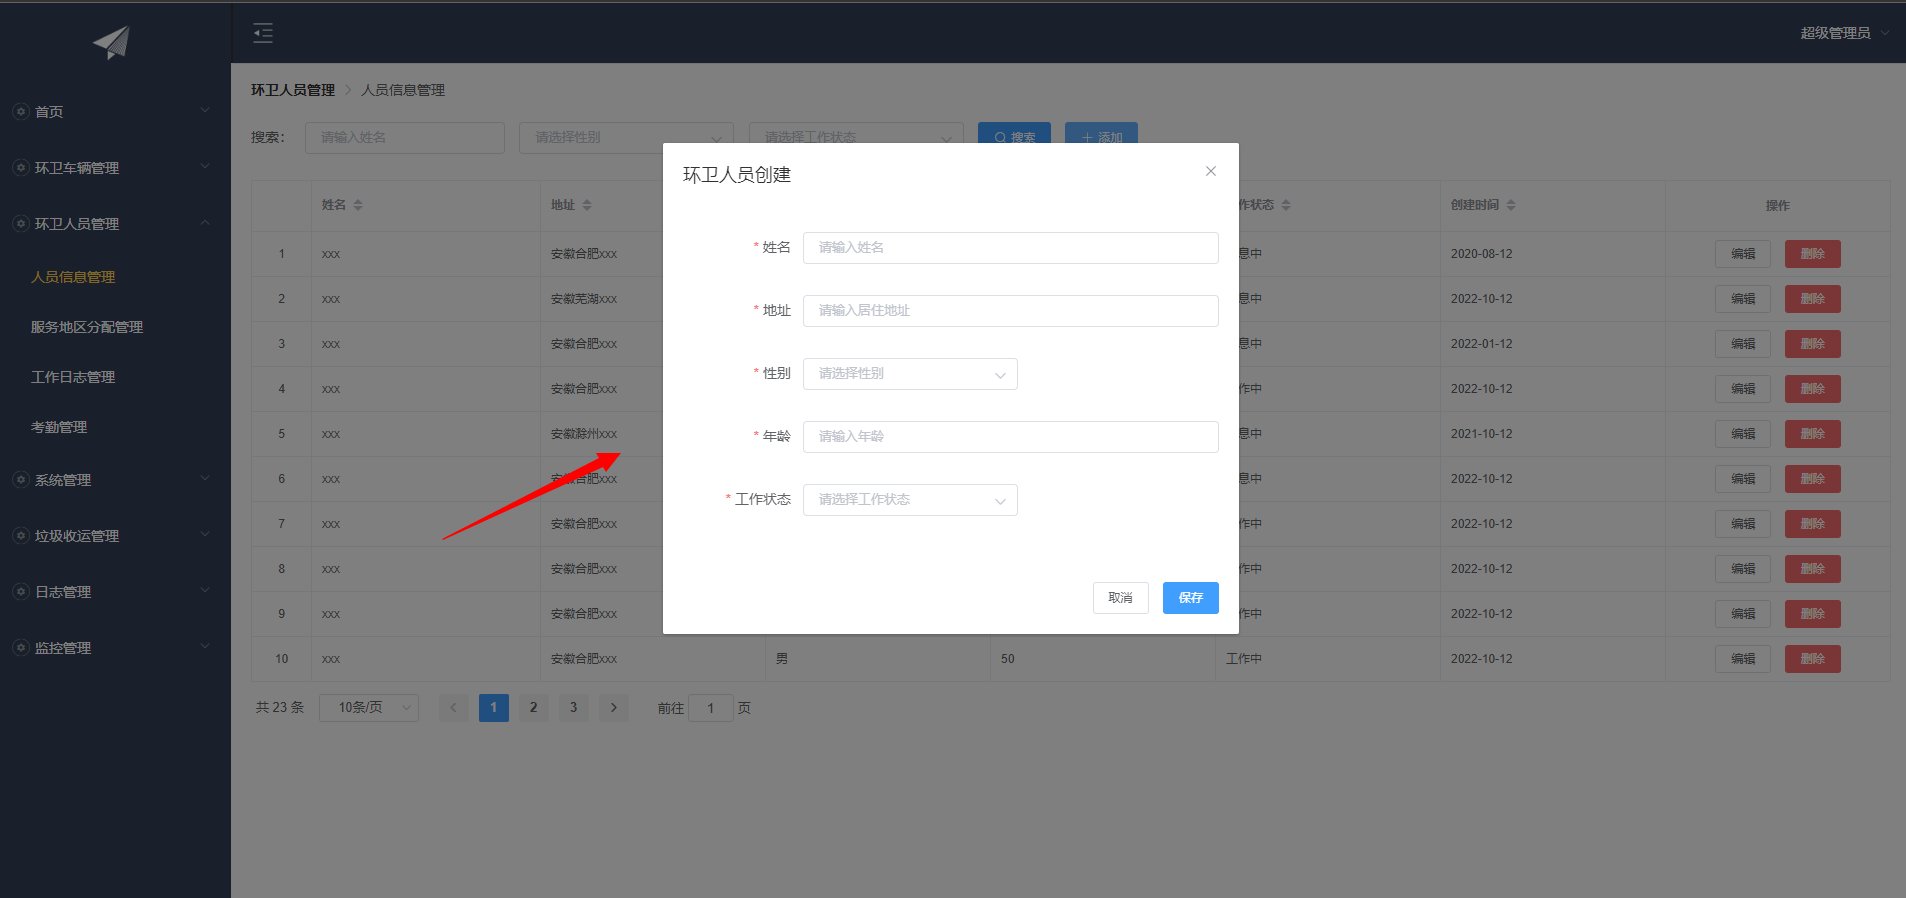 超级管理员
首页
环卫车辆管理
环卫人员管理
人员信息管理
服务地区分配管理
工作日志管理
考勤管理
系统管理
垃圾收运管理
日志管理
监控管理
环卫人员管理 > 人员信息管理
搜索: 请输入姓名 请选择性别 请选择工作状态 搜索 添加
姓名 地址 作状态 创建时间 操作
1 xxx 安徽合肥xxx 息中 2020-08-12 编辑 删除
2 xxx 安徽芜湖xxx 息中 2022-10-12 编辑 删除
3 xxx 安徽合肥xxx 息中 2022-01-12 编辑 删除
4 xxx 安徽合肥xxx 作中 2022-10-12 编辑 删除
5 xxx 安徽滁州xxx 息中 2021-10-12 编辑 删除
6 xxx 安徽合肥xxx 息中 2022-10-12 编辑 删除
7 xxx 安徽合肥xxx 作中 2022-10-12 编辑 删除
8 xxx 安徽合肥xxx 作中 2022-10-12 编辑 删除
9 xxx 安徽合肥xxx 作中 2022-10-12 编辑 删除
10 xxx 安徽合肥xxx 男 50 工作中 2022-10-12 编辑 删除
共 23 条 10条/页 1 2 3 前往 1 页
环卫人员创建
* 姓名 请输入姓名
* 地址 请输入居住地址
* 性别 请选择性别
* 年龄 请输入年龄
* 工作状态 请选择工作状态
取消 保存